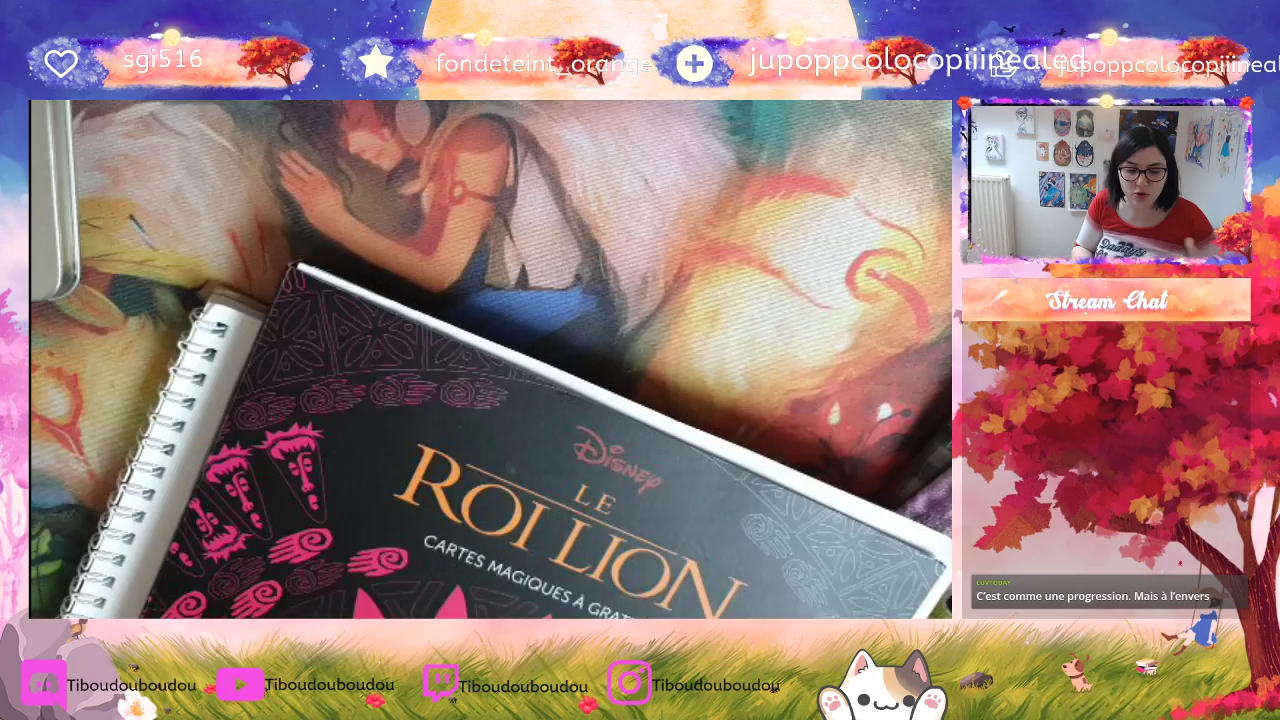 sgi516
fondeteint_orange
jupoppcolocopiiinealed
jupoppcolocopiiineal
Stream Chat
DISNEY
LE
ROI LION
CARTES MAGIQUES À GRAT
LUVTODAY
C'est comme une progression. Mais à l'envers
Tiboudouboudou
Tiboudouboudou
Tiboudouboudou
Tiboudouboudou